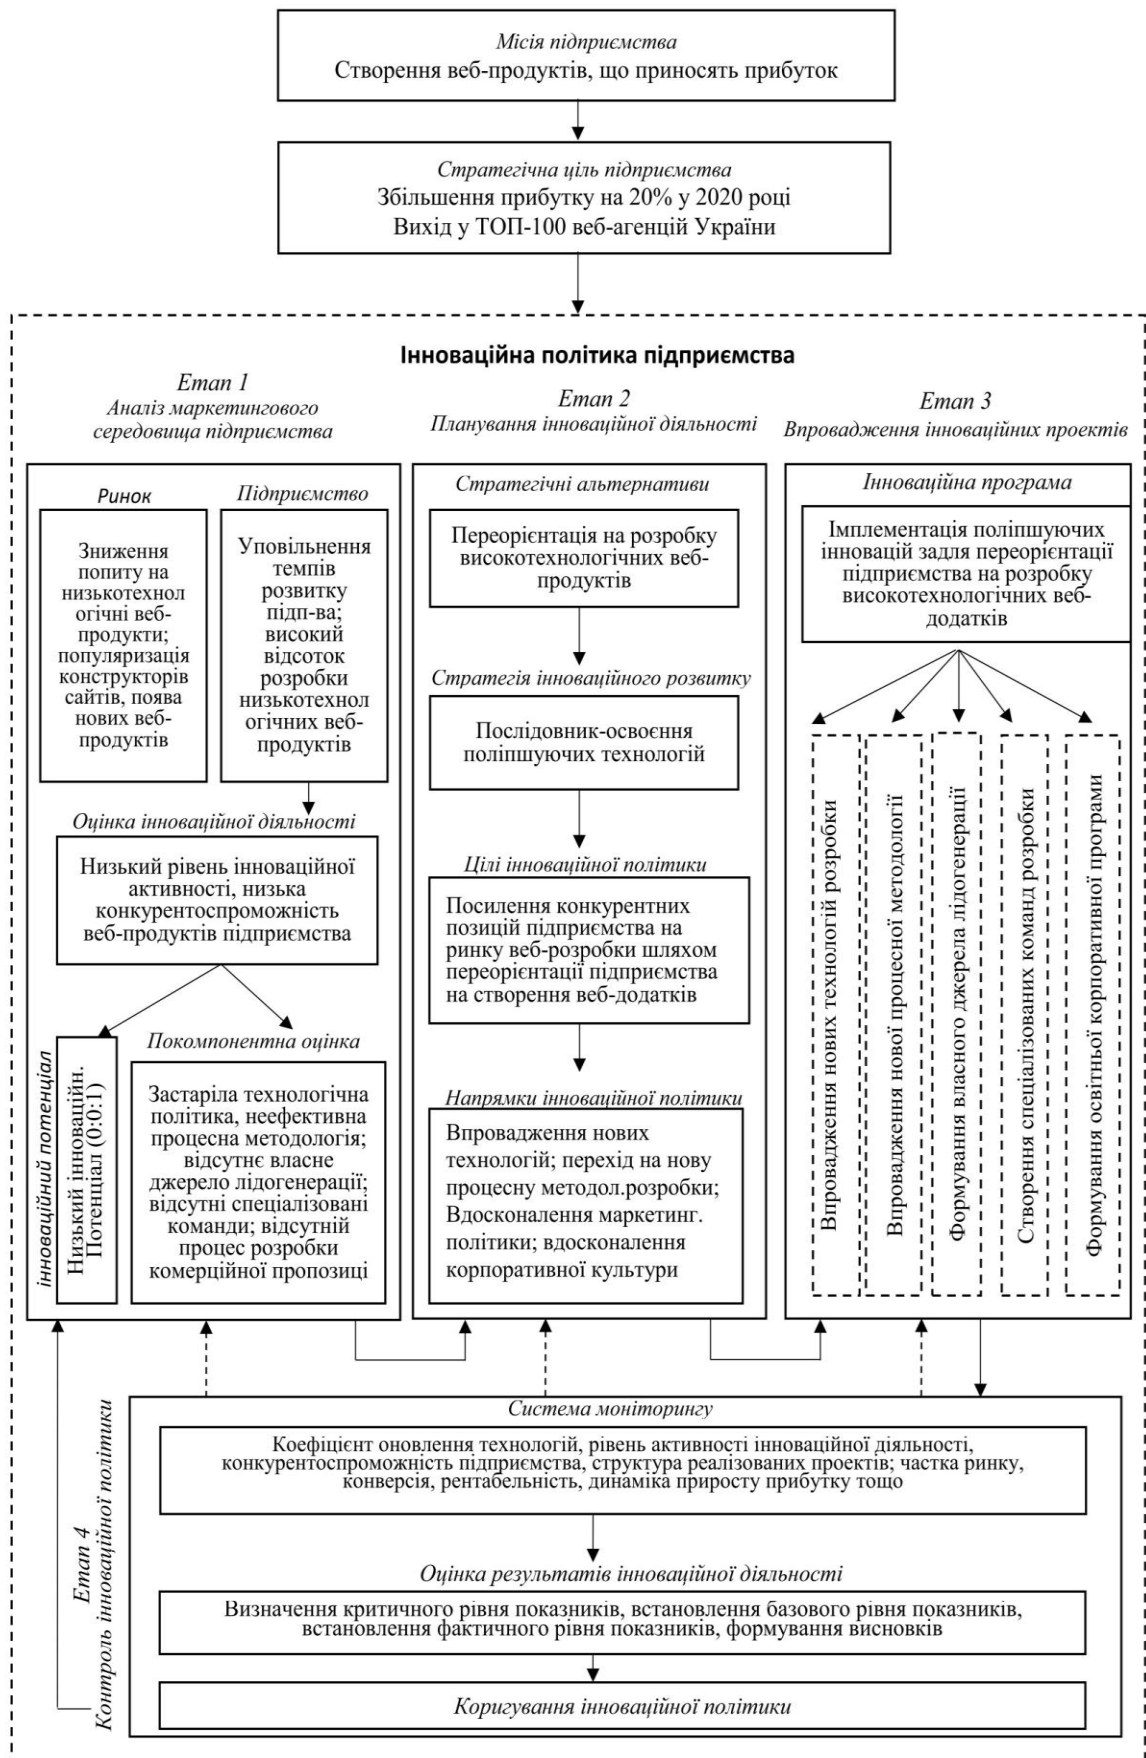 Місія підприємства
Створення веб-продуктів, що приносять прибуток
Стратегічна ціль підприємства
Збільшення прибутку на 20% у 2020 році
Вихід у ТОП-100 веб-агенцій України
Інноваційна політика підприємства
Етап 1
Аналіз маркетингового
середовища підприємства
Ринок
Зниження
попиту на
низькотехнол
огічні веб-
продукти;
популяризація
конструкторів
сайтів, поява
нових веб-
продуктів
Підприємство
Уповільнення
темпів
розвитку
підп-ва;
високий
відсоток
розробки
низькотехнол
огічних веб-
продуктів
Оцінка інноваційної діяльності
Низький рівень інноваційної
активності, низька
конкурентоспроможність
веб-продуктів підприємства
інноваційний потенціал
Низький інноваційн.
Потенціал (0:0:1)
Покомпонентна оцінка
Застаріла технологічна
політика, неефективна
процесна методологія;
відсутнє власне
джерело лідогенерації;
відсутні спеціалізовані
команди; відсутній
процес розробки
комерційної пропозиці
Етап 2
Планування інноваційної діяльності
Стратегічні альтернативи
Переорієнтація на розробку
високотехнологічних веб-
продуктів
Стратегія інноваційного розвитку
Послідовник-освоєння
поліпшуючих технологій
Цілі інноваційної політики
Посилення конкурентних
позицій підприємства на
ринку веб-розробки шляхом
переорієнтації підприємства
на створення веб-додатків
Напрямки інноваційної політики
Впровадження нових
технологій; перехід на нову
процесну методол.розробки;
Вдосконалення маркетинг.
політики; вдосконалення
корпоративної культури
Етап 3
Впровадження інноваційних проектів
Інноваційна програма
Імплементація поліпшуючих
інновацій задля переорієнтації
підприємства на розробку
високотехнологічних веб-
додатків
Впровадження нових технологій розробки
Впровадження нової процесної методології
Формування власного джерела лідогенерації
Створення спеціалізованих команд розробки
Формування освітньої корпоративної програми
Етап 4
Контроль інноваційної політики
Система моніторингу
Коефіцієнт оновлення технологій, рівень активності інноваційної діяльності,
конкурентоспроможність підприємства, структура реалізованих проектів; частка ринку,
конверсія, рентабельність, динаміка приросту прибутку тощо
Оцінка результатів інноваційної діяльності
Визначення критичного рівня показників, встановлення базового рівня показників,
встановлення фактичного рівня показників, формування висновків
Коригування інноваційної політики